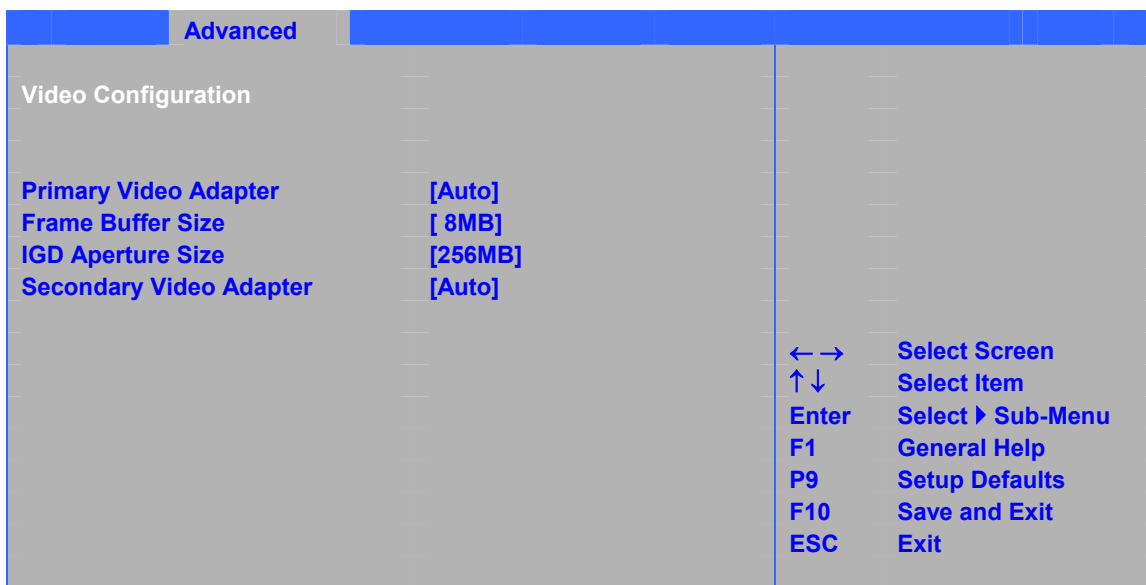 Advanced
Video Configuration
Primary Video Adapter [Auto]
Frame Buffer Size [ 8MB]
IGD Aperture Size [256MB]
Secondary Video Adapter [Auto]
← → Select Screen
↑↓ Select Item
Enter Select ▶ Sub-Menu
F1 General Help
P9 Setup Defaults
F10 Save and Exit
ESC Exit